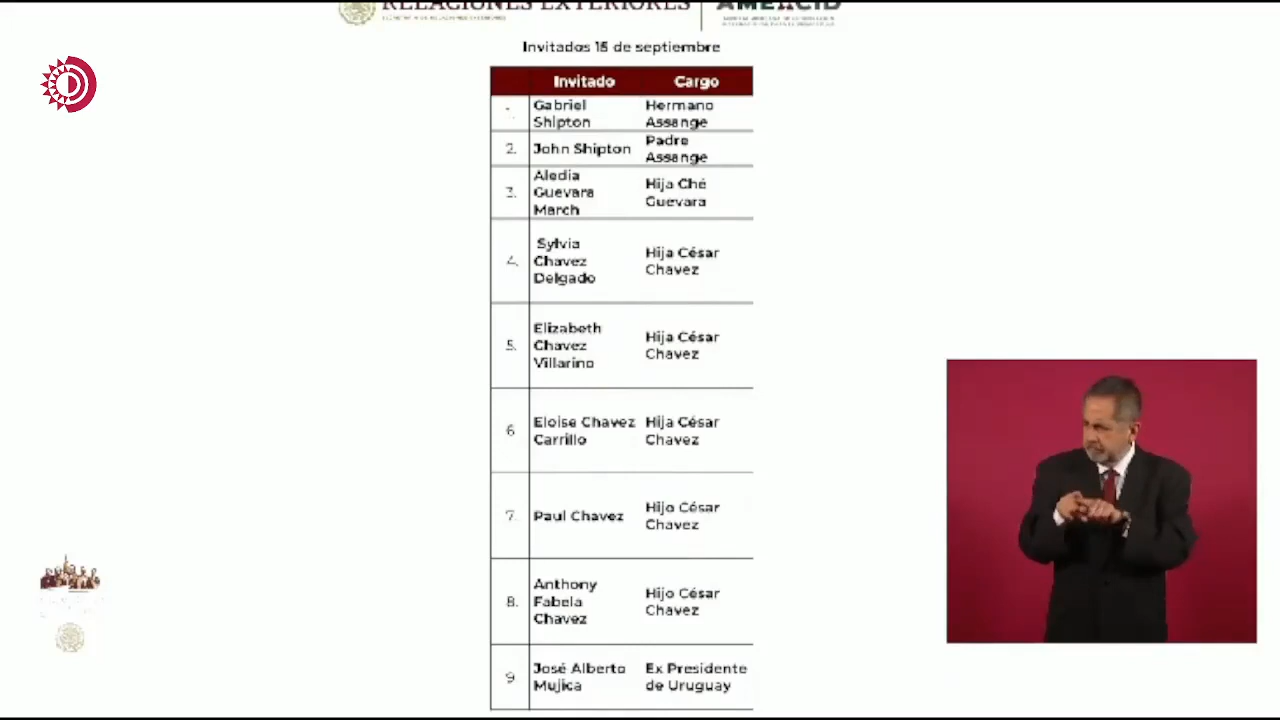 RELACIONES EXTERIORES
AMEXCID
Invitados 15 de septiembre
Invitado Cargo
Gabriel Hermano
Shipton Assange
2. John Shipton Padre
Assange
3. Aledia
Guevara Hija Ché
March Guevara
4. Sylvia
Chavez Hija César
Delgado Chavez
5. Elizabeth
Chavez Hija César
Villarino Chavez
6 Eloise Chavez Hija César
Carrillo Chavez
7. Paul Chavez Hijo César
Chavez
8. Anthony
Fabela Hijo César
Chavez Chavez
9 José Alberto Ex Presidente
Mujica de Uruguay